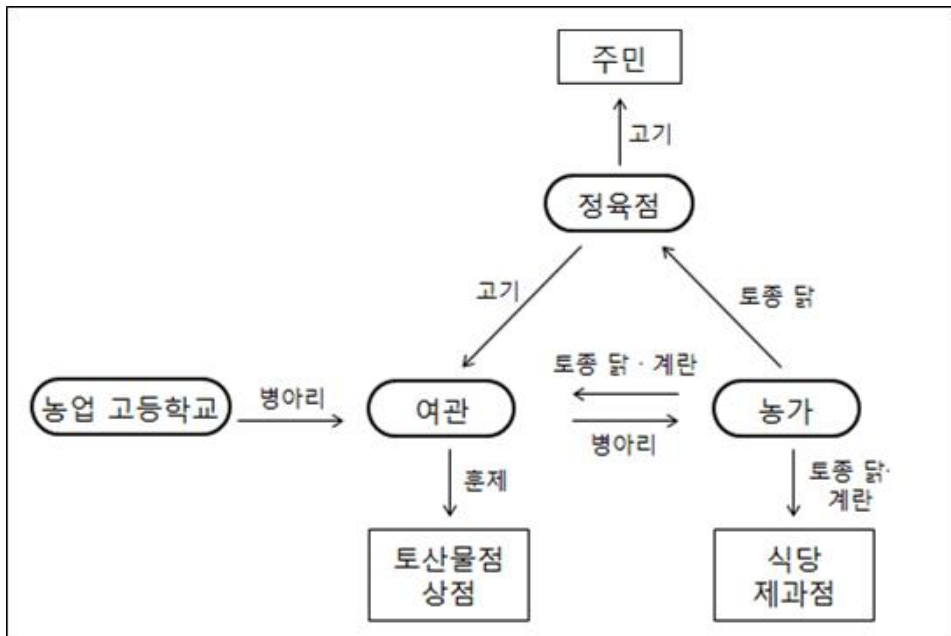 주민
고기
정육점
고기
토종 닭
토종 닭 · 계란
농업 고등학교
병아리
여관
병아리
농가
훈제
토종 닭·
계란
토산물점
상점
식당
제과점